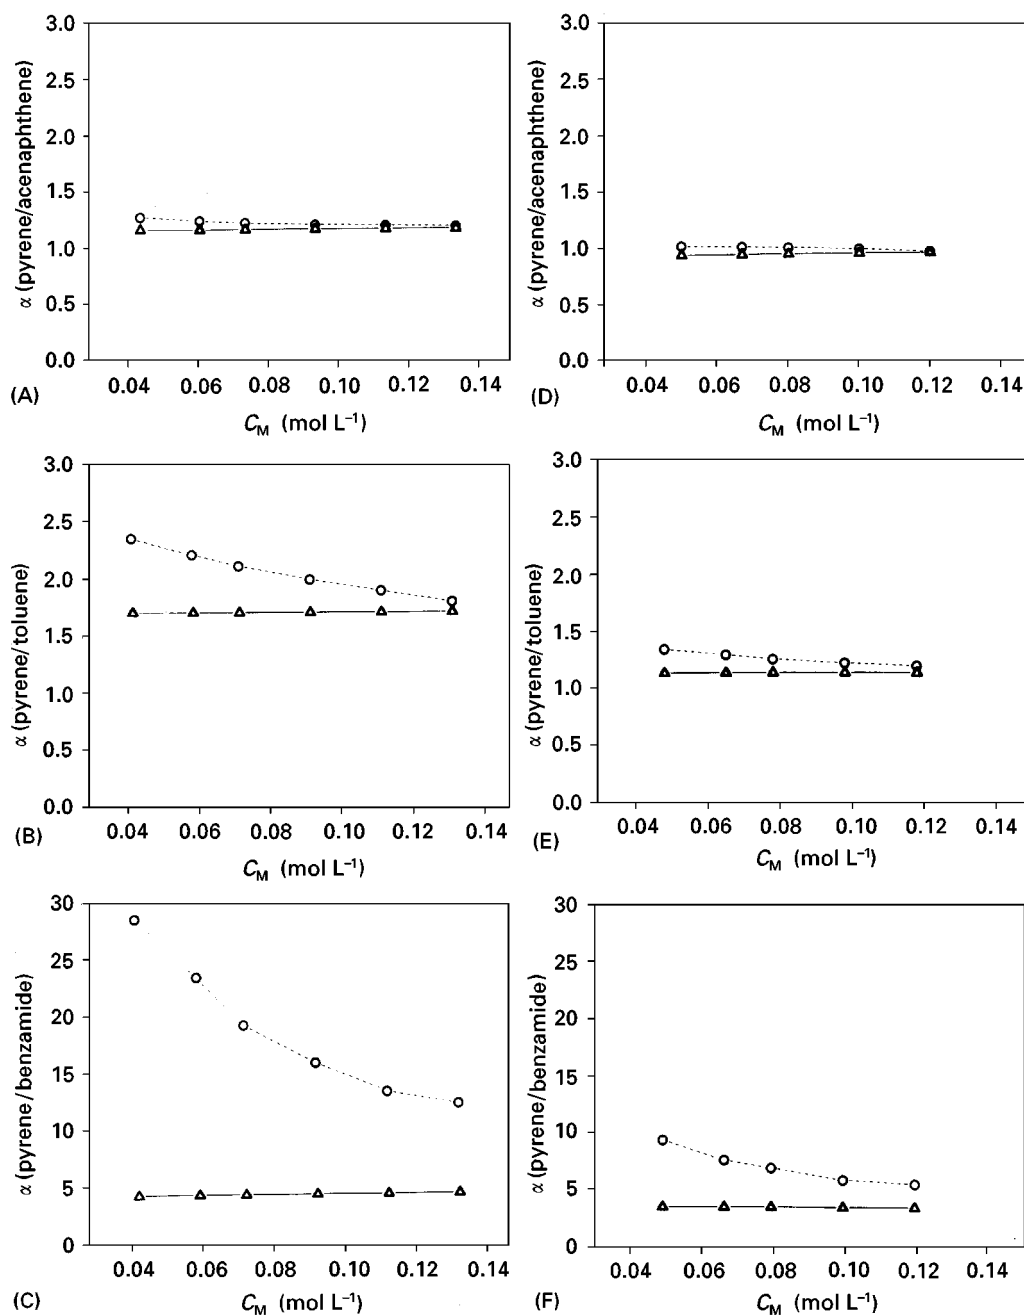 3.0
2.5
2.0
1.5
1.0
0.5
0.0
α (pyrene/acenaphthene)
0.04 0.06 0.08 0.10 0.12 0.14
(A)
C_M (mol L⁻¹)
3.0
2.5
2.0
1.5
1.0
0.5
0.0
α (pyrene/acenaphthene)
0.04 0.06 0.08 0.10 0.12 0.14
(D)
C_M (mol L⁻¹)
3.0
2.5
2.0
1.5
1.0
0.5
0.0
α (pyrene/toluene)
0.04 0.06 0.08 0.10 0.12 0.14
(B)
C_M (mol L⁻¹)
3.0
2.5
2.0
1.5
1.0
0.5
0.0
α (pyrene/toluene)
0.04 0.06 0.08 0.10 0.12 0.14
(E)
C_M (mol L⁻¹)
30
25
20
15
10
5
0
α (pyrene/benzamide)
0.04 0.06 0.08 0.10 0.12 0.14
(C)
C_M (mol L⁻¹)
30
25
20
15
10
5
0
α (pyrene/benzamide)
0.04 0.06 0.08 0.10 0.12 0.14
(F)
C_M (mol L⁻¹)